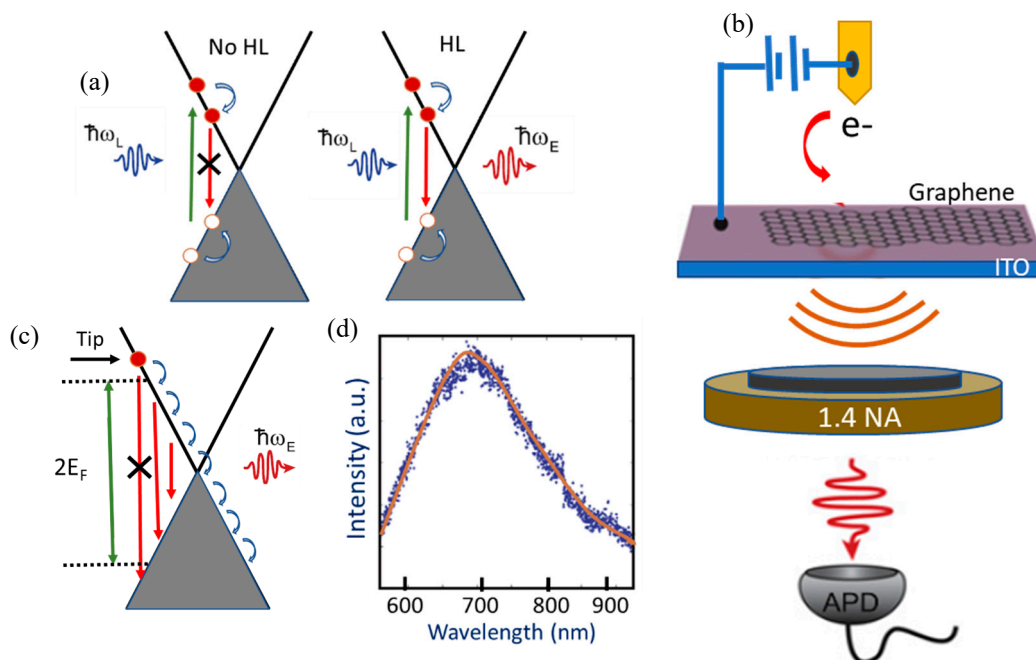 (a)
No HL
HL
ħω_L
ħω_L
ħω_E
(b)
e-
Graphene
ITO
1.4 NA
APD
(c)
Tip
2E_F
ħω_E
(d)
Intensity (a.u.)
600 700 800 900
Wavelength (nm)